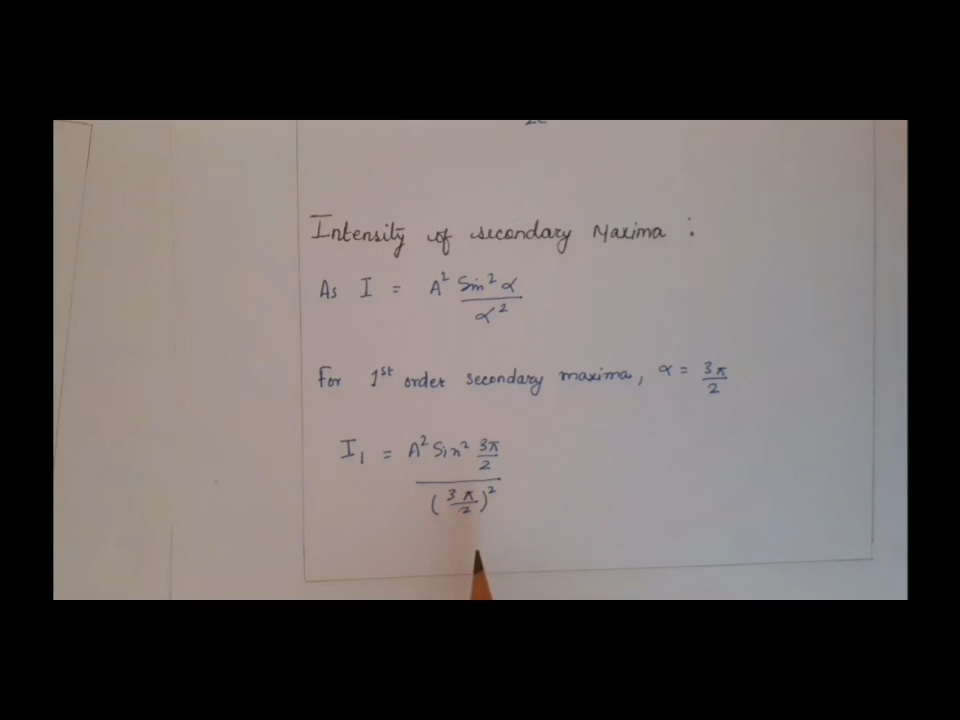 Intensity of secondary Maxima :
As I = A² Sin² α / α²
For 1st order secondary maxima, α = 3π/2
I₁ = A² Sin² 3π/2 / (3π/2)²